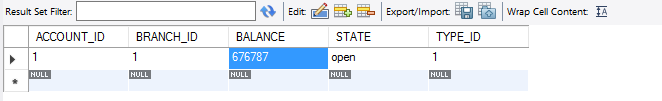 Result Set Filter: Edit: Export/Import: Wrap Cell Content:
ACCOUNT_ID BRANCH_ID BALANCE STATE TYPE_ID
1 1 676787 open 1
NULL NULL NULL NULL NULL